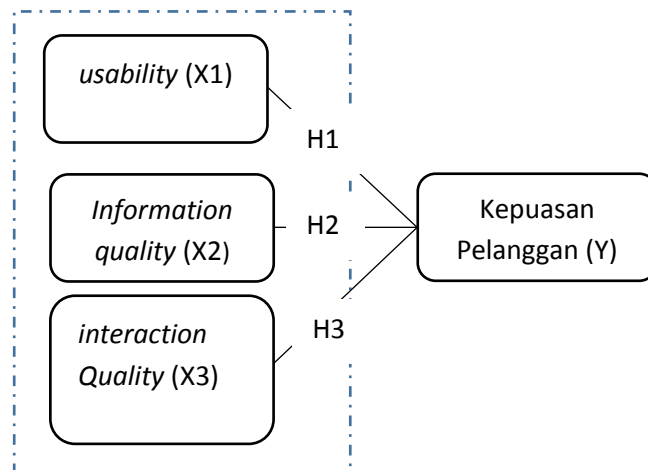 usability (X1)
H1
Information
quality (X2)
H2
Kepuasan
Pelanggan (Y)
interaction
Quality (X3)
H3